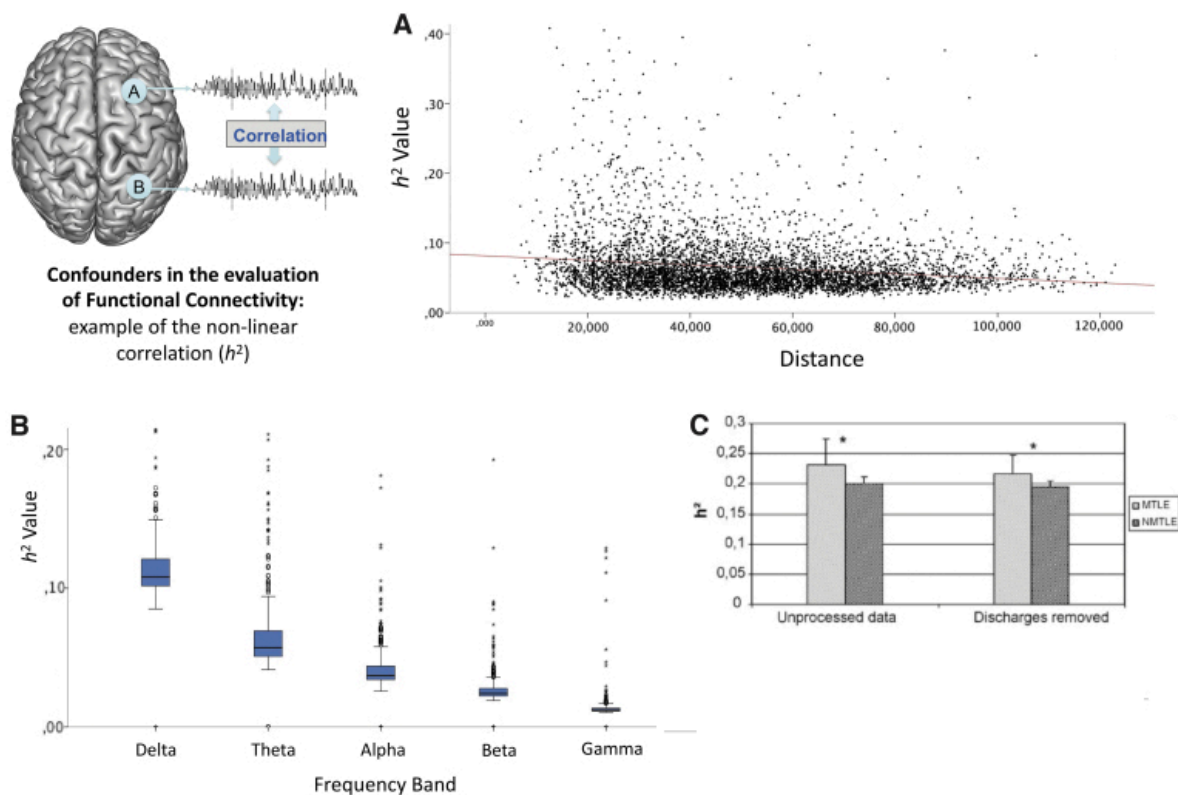 A
B
Correlation
Confounders in the evaluation
of Functional Connectivity:
example of the non-linear
correlation (h²)
A
h² Value
,40
,30
,20
,10
,00
,000
20,000
40,000
60,000
80,000
100,000
120,000
Distance
B
h² Value
,20
,10
,00
Delta
Theta
Alpha
Beta
Gamma
Frequency Band
C
h²
0,3
0,25
0,2
0,15
0,1
0,05
0
Unprocessed data
Discharges removed
*
*
MTLE
NMTLE